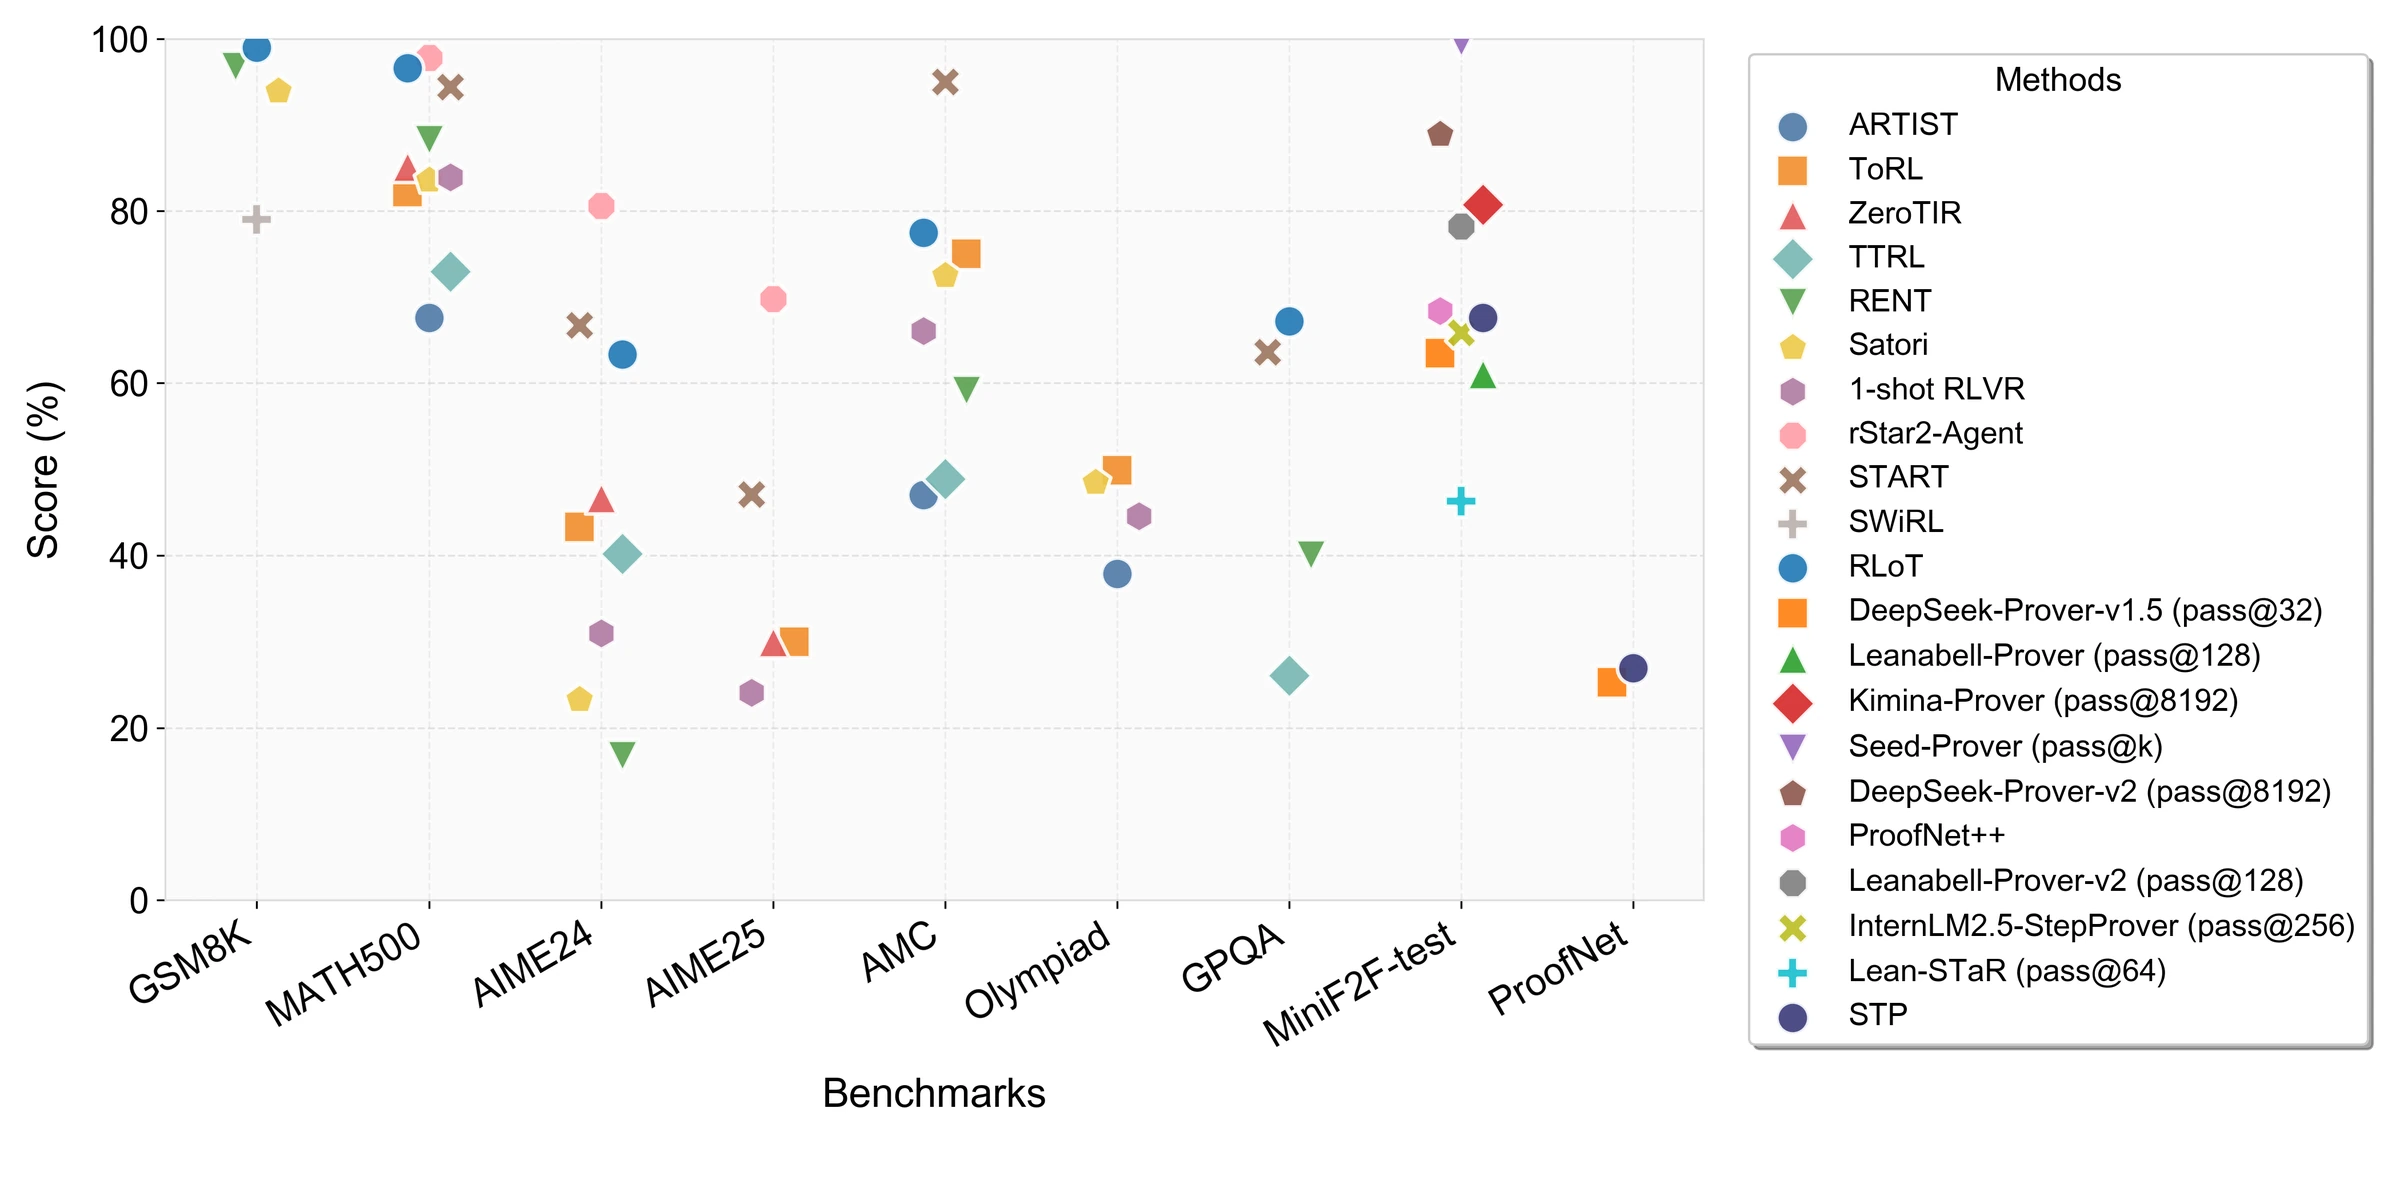 100
80
60
40
20
0
Score (%)
GSM8K
MATH500
AIME24
AIME25
AMC
Olympiad
GPQA
MiniF2F-test
ProofNet
Benchmarks
Methods
ARTIST
ToRL
ZeroTIR
TTRL
RENT
Satori
1-shot RLVR
rStar2-Agent
START
SWiRL
RLoT
DeepSeek-Prover-v1.5 (pass@32)
Leanabell-Prover (pass@128)
Kimina-Prover (pass@8192)
Seed-Prover (pass@k)
DeepSeek-Prover-v2 (pass@8192)
ProofNet++
Leanabell-Prover-v2 (pass@128)
InternLM2.5-StepProver (pass@256)
Lean-STaR (pass@64)
STP